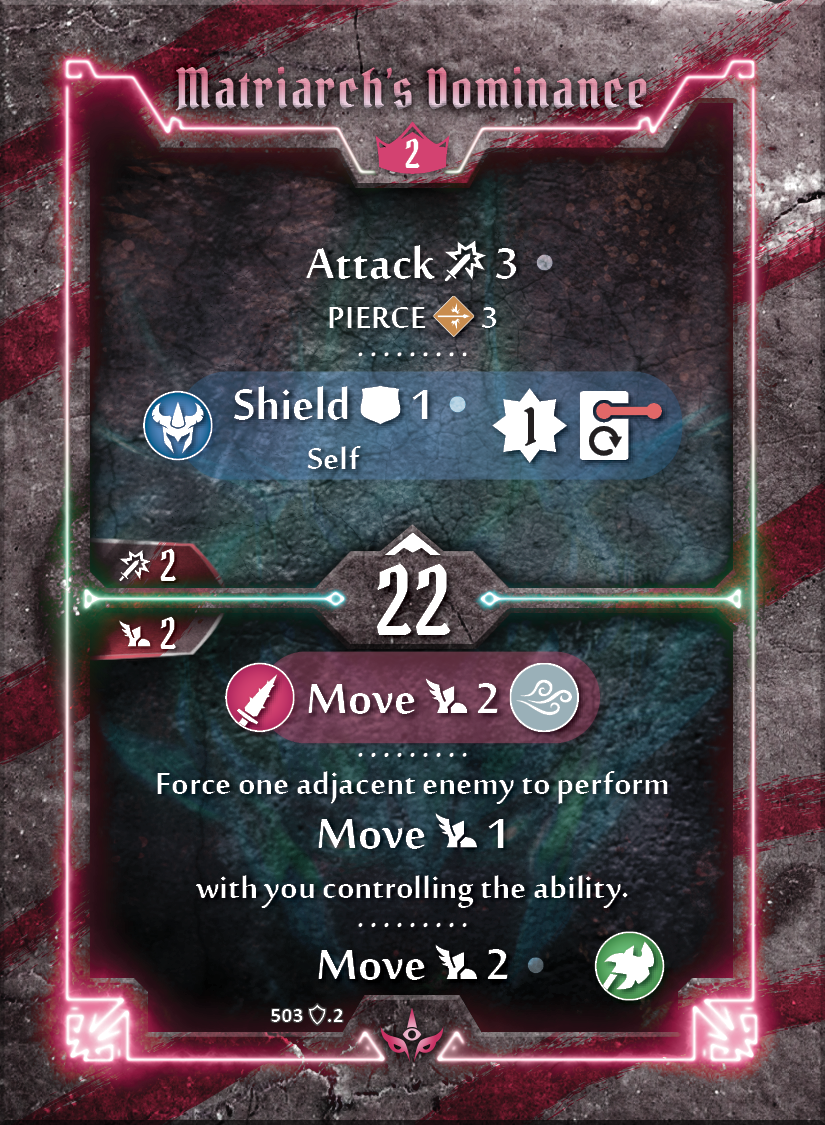 Matriarch's Dominance
2
Attack 3
PIERCE 3
Shield 1
Self
1
2
22
2
Move 2
Force one adjacent enemy to perform
Move 1
with you controlling the ability.
Move 2
503 .2